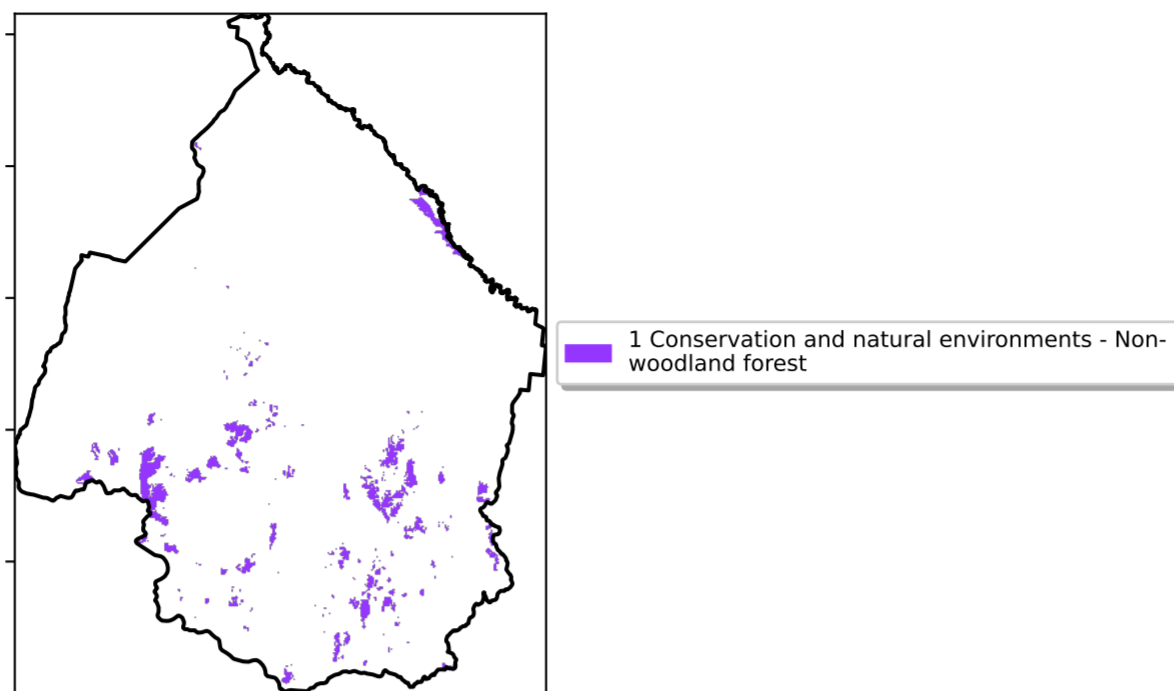 1 Conservation and natural environments - Non-
woodland forest